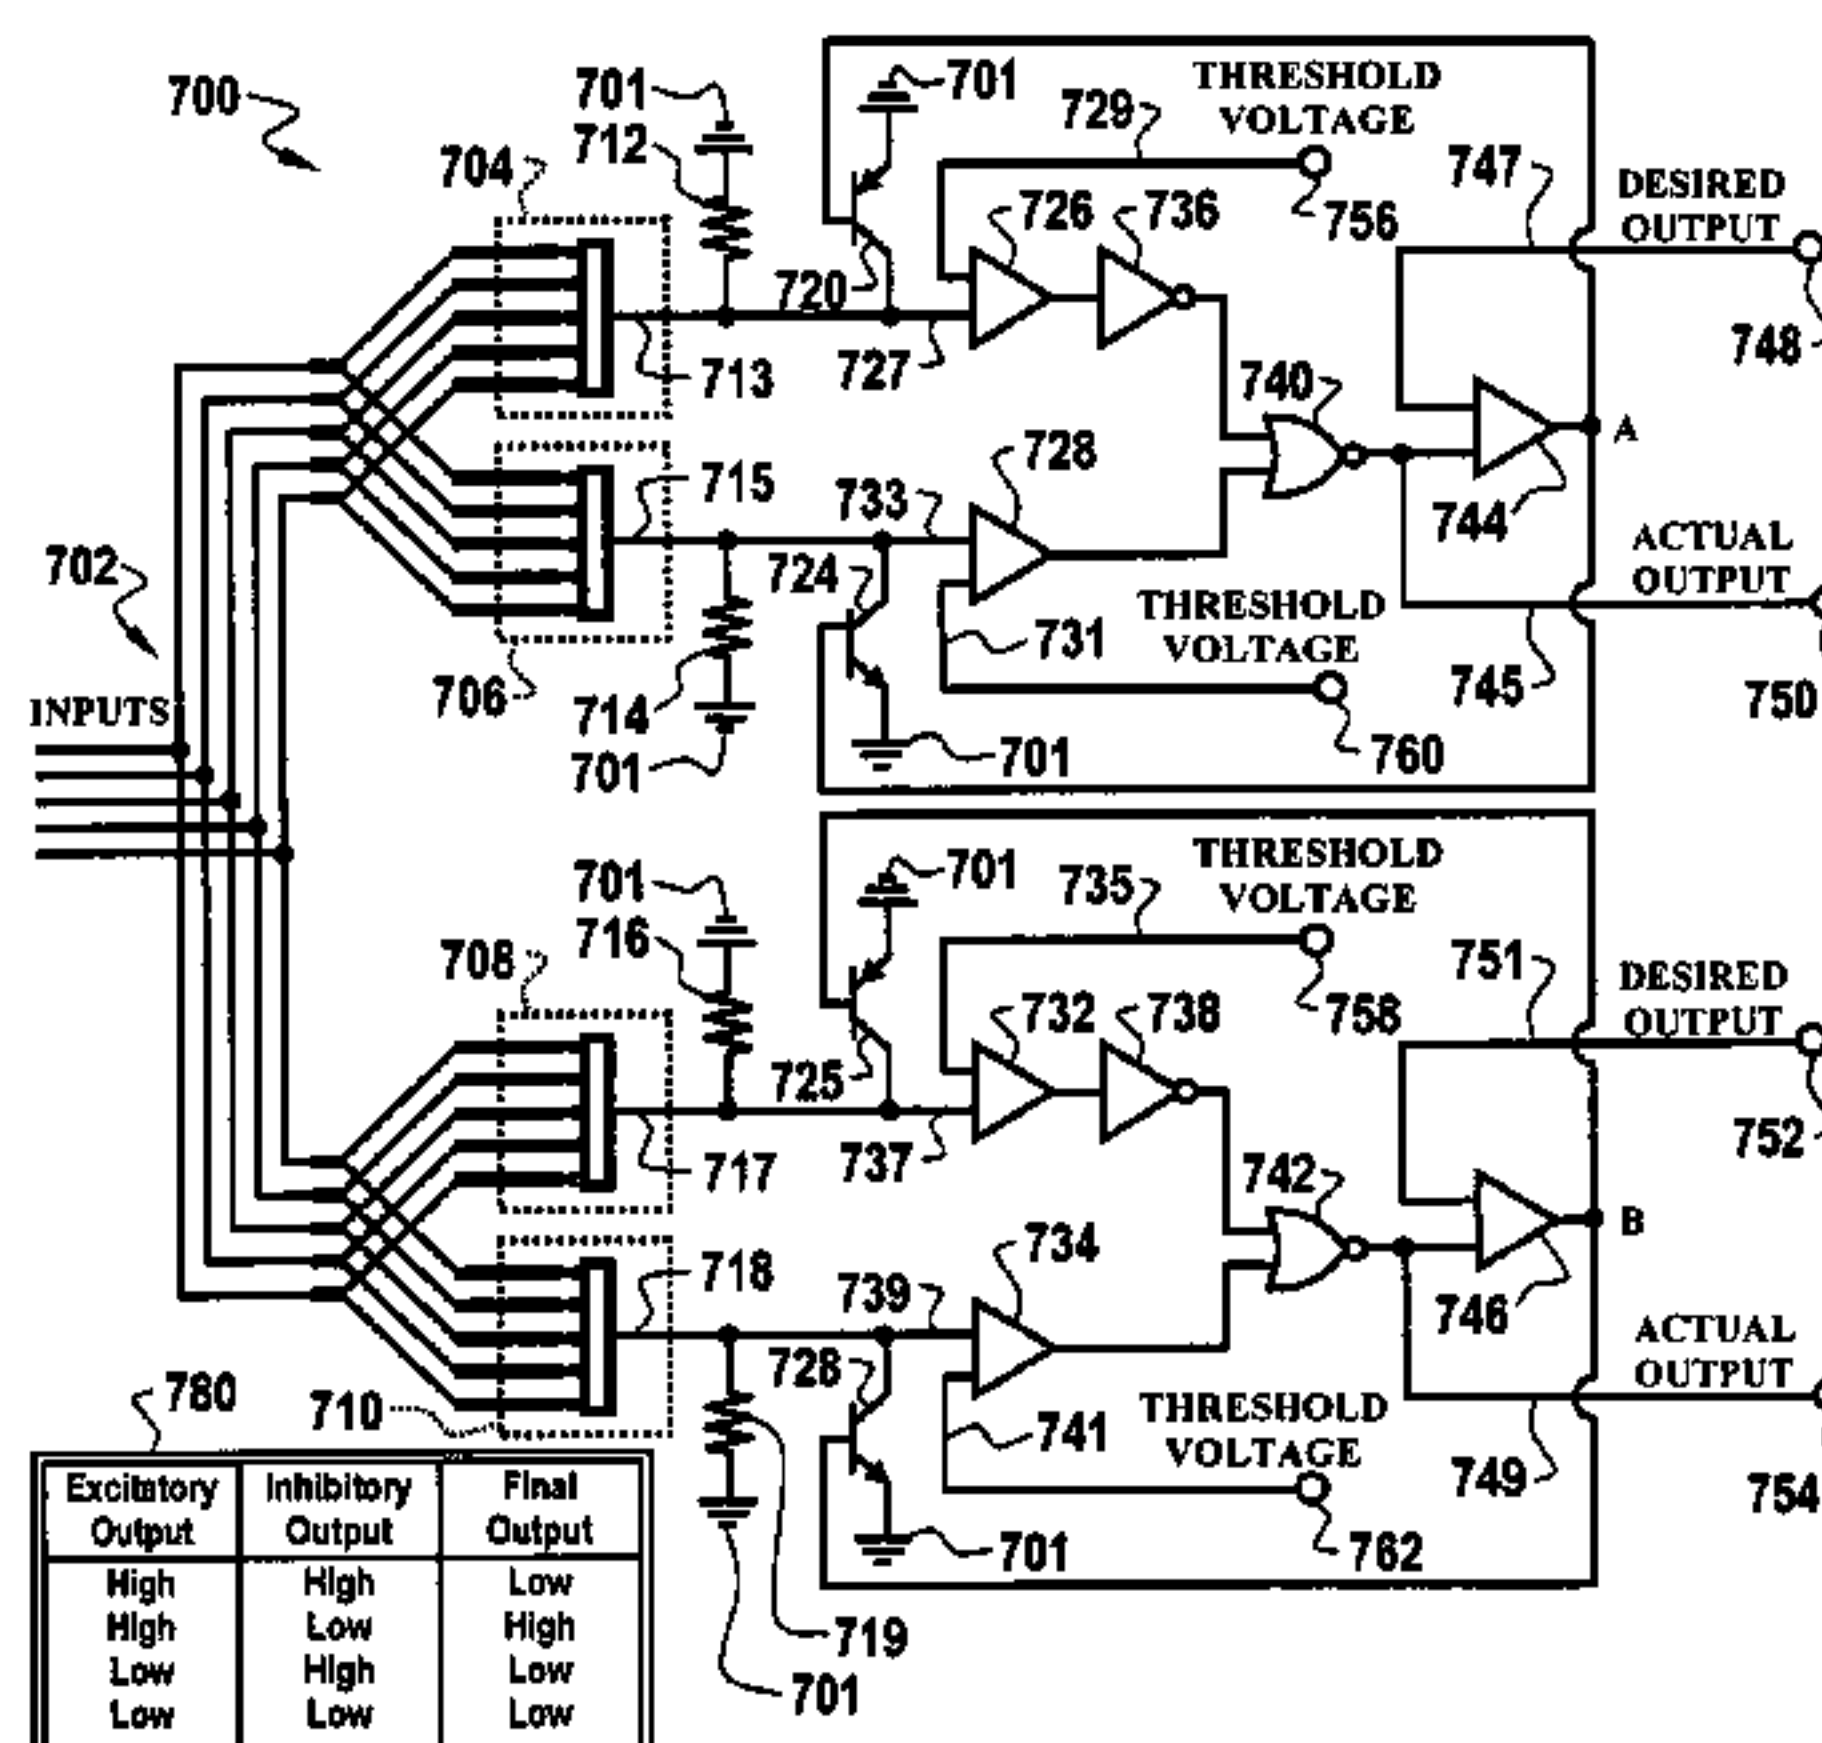 700
701
712
704
701
729
THRESHOLD
VOLTAGE
747
DESIRED
OUTPUT
726
736
756
720
748
713
727
740
A
715
733
728
744
702
724
ACTUAL
OUTPUT
THRESHOLD
VOLTAGE
731
745
706
714
701
INPUTS
750
701
760
701
716
708
701
735
THRESHOLD
VOLTAGE
751
DESIRED
OUTPUT
732
738
758
725
752
717
737
742
B
718
739
734
746
780
710
728
ACTUAL
OUTPUT
THRESHOLD
VOLTAGE
741
749
754
701
762
719
701
Excitatory Output Inhibitory Output Final Output
High High Low
High Low High
Low High Low
Low Low Low